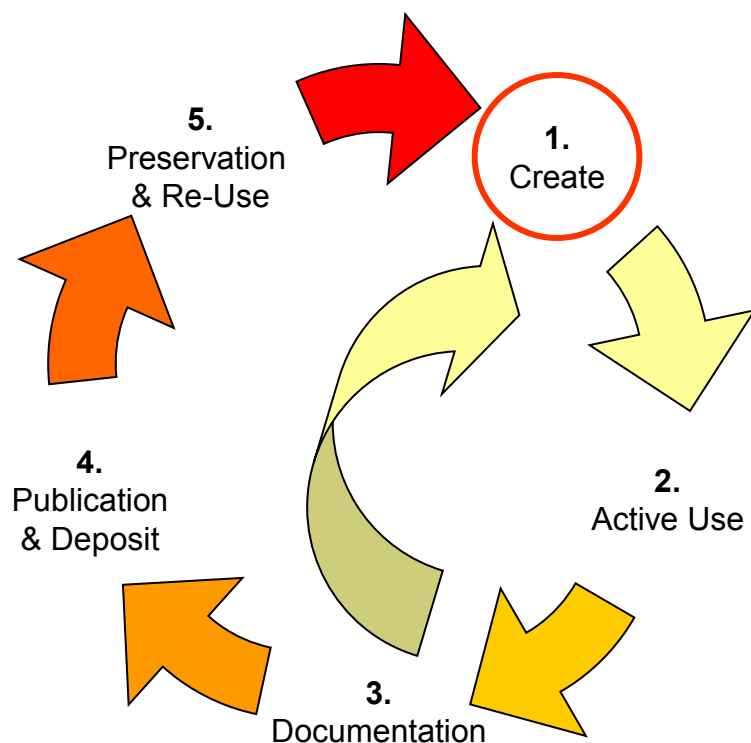 1.
Create
2.
Active Use
3.
Documentation
4.
Publication
& Deposit
5.
Preservation
& Re-Use